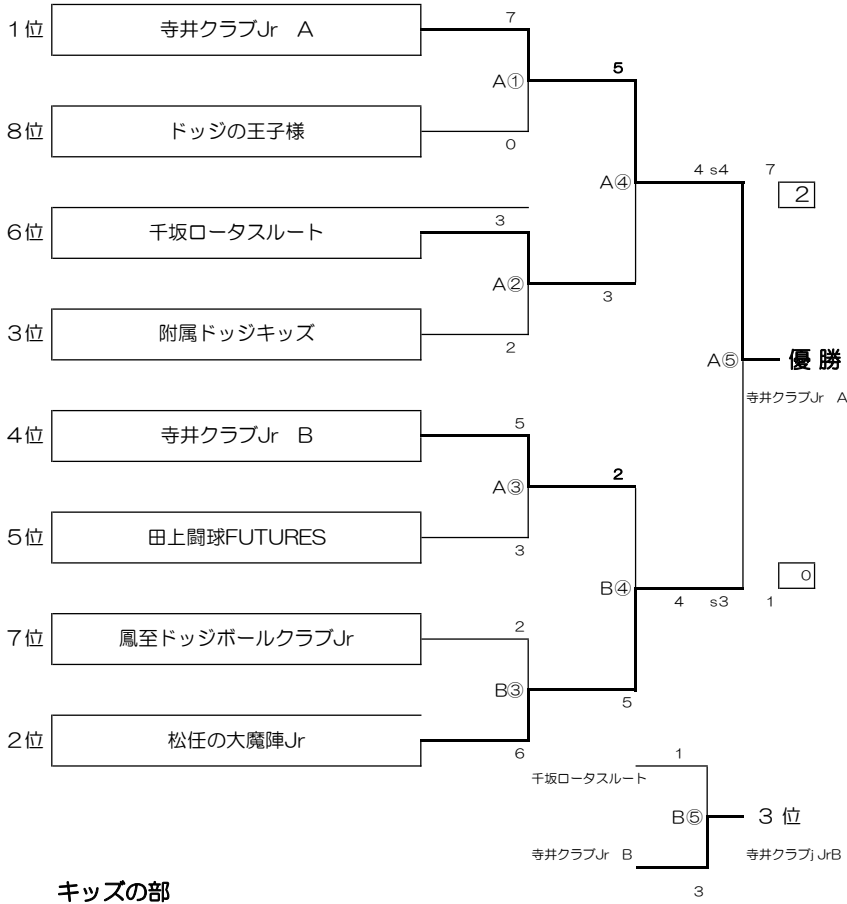 7
1位 寺井クラブJr A
A① 5
8位 ドッジの王子様
0
A④ 4 s4 7
2
3
6位 千坂ロータスルート
A② 3
3位 附属ドッジキッズ
2
A⑤ 優 勝
寺井クラブJr A
5
4位 寺井クラブJr B
A③ 2
5位 田上闘球FUTURES
3
0
B④ 4 s3 1
2
7位 鳳至ドッジボールクラブJr
B③ 5
2位 松任の大魔陣Jr
6
1
千坂ロータスルート
B⑤ 3 位
寺井クラブJr B 寺井クラブj JrB
3
キッズの部